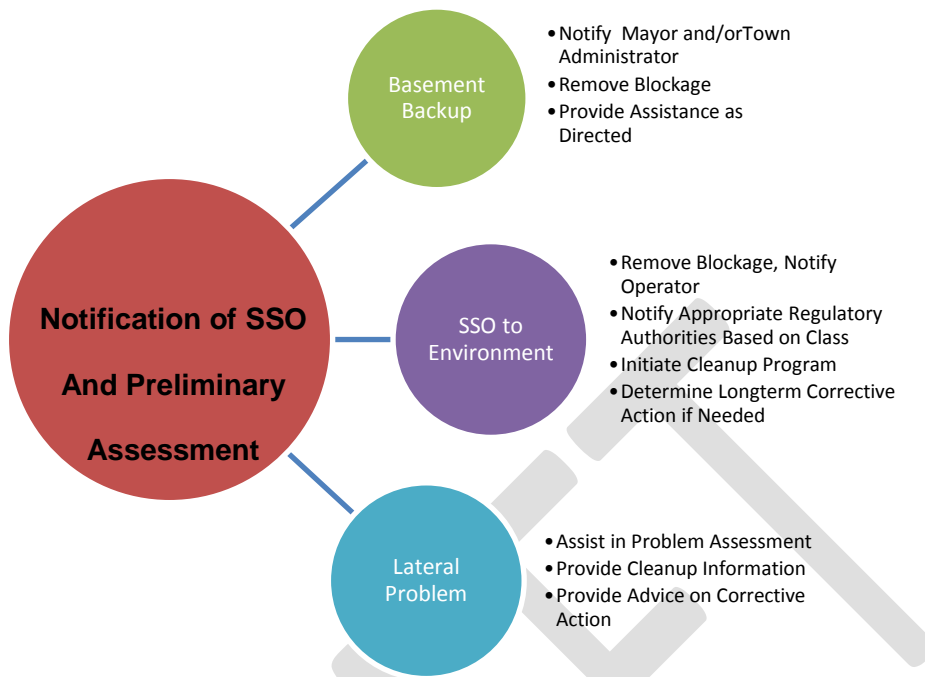 Notification of SSO
And Preliminary
Assessment
Basement
Backup
•Notify  Mayor and/orTown
Administrator
•Remove Blockage
•Provide Assistance as
Directed
SSO to
Environment
•Remove Blockage, Notify
Operator
•Notify Appropriate Regulatory
Authorities Based on Class
•Initiate Cleanup Program
•Determine Longterm Corrective
Action if Needed
Lateral
Problem
•Assist in Problem Assessment
•Provide Cleanup Information
•Provide Advice on Corrective
Action